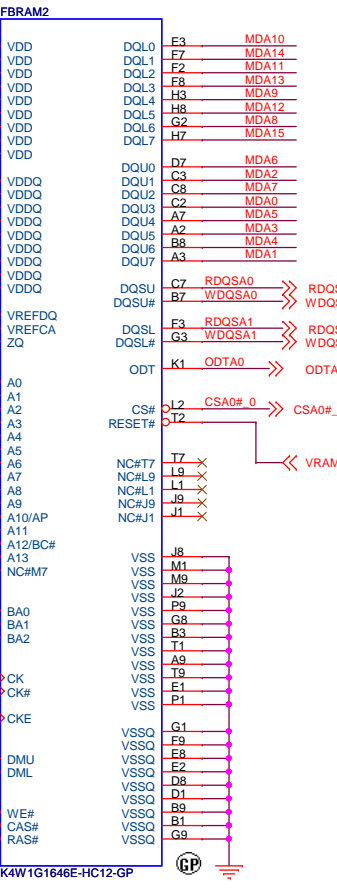 FBRAM2
VDD DQL0 E3 MDA10
VDD DQL1 F7 MDA14
VDD DQL2 F2 MDA11
VDD DQL3 F8 MDA13
VDD DQL4 H3 MDA9
VDD DQL5 H8 MDA12
VDD DQL6 G2 MDA8
VDD DQL7 H7 MDA15
VDD
DQU0 D7 MDA6
VDDQ DQU1 C3 MDA2
VDDQ DQU2 C8 MDA7
VDDQ DQU3 C2 MDA0
VDDQ DQU4 A7 MDA5
VDDQ DQU5 A2 MDA3
VDDQ DQU6 B8 MDA4
VDDQ DQU7 A3 MDA1
VDDQ
VDDQ DQSU C7 RDQSA0 RDQS
DQSU# B7 WDQSA0 WDQS
VREFDQ
VREFCA DQSL F3 RDQSA1 RDQS
ZQ DQSL# G3 WDQSA1 WDQS
ODT K1 ODTA0 ODTA
A0
A1
A2 CS# L2 CSA0#_0 CSA0#_
A3 RESET# T2
A4
A5
A6 NC#T7 T7 VRAM
A7 NC#L9 L9
A8 NC#L1 L1
A9 NC#J9 J9
A10/AP NC#J1 J1
A11
A12/BC#
A13 VSS J8
NC#M7 VSS M1
VSS M9
VSS J2
BA0 VSS P9
BA1 VSS G8
BA2 VSS B3
VSS T1
VSS A9
CK VSS T9
CK# VSS E1
VSS P1
CKE
VSSQ G1
VSSQ F9
DMU VSSQ E8
DML VSSQ E2
VSSQ D8
VSSQ D1
WE# VSSQ B9
CAS# VSSQ B1
RAS# VSSQ G9
GP
K4W1G1646E-HC12-GP